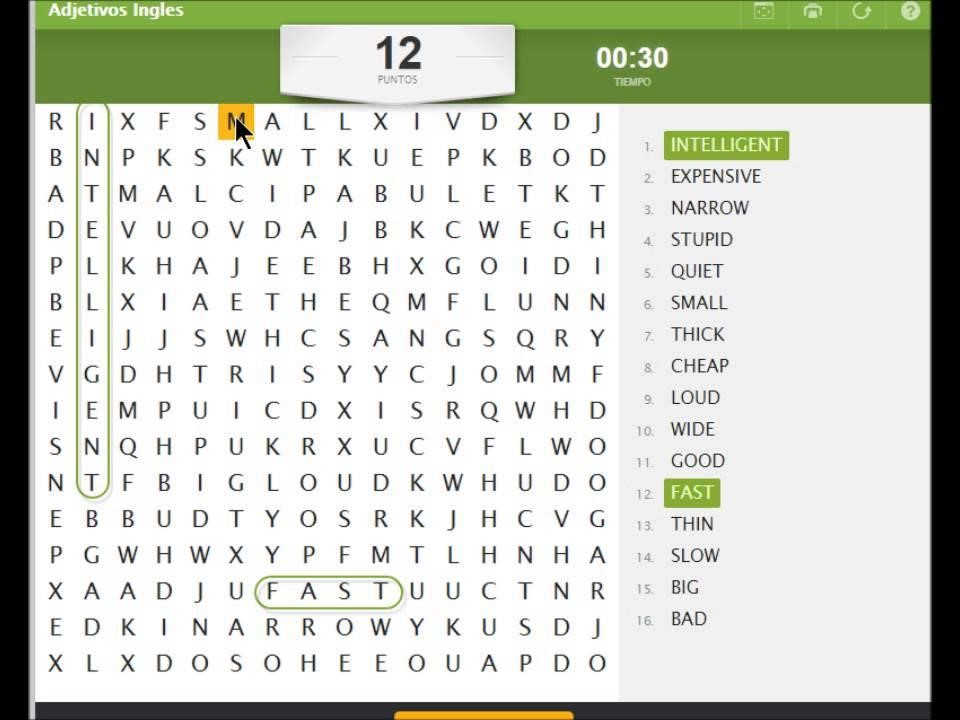 Adjetivos Ingles
12
PUNTOS
00:30
TIEMPO
R I X F S M A L L X I V D X D J
B N P K S K W T K U E P K B O D
A T M A L C I P A B U L E T K T
D E V U O V D A J B K C W E G H
P L K H A J E E B H X G O I D I
B L X I A E T H E Q M F L U N N
E I J J S W H C S A N G S Q R Y
V G D H T R I S Y Y C J O M M F
I E M P U I C D X I S R Q W H D
S N Q H P U K R X U C V F L W O
N T F B I G L O U D K W H U D O
E B B U D T Y O S R K J H C V G
P G W H W X Y P F M T L H N H A
X A A D J U F A S T U U C T N R
E D K I N A R R O W Y K U S D J
X L X D O S O H E E O U A P D O
1. INTELLIGENT
2. EXPENSIVE
3. NARROW
4. STUPID
5. QUIET
6. SMALL
7. THICK
8. CHEAP
9. LOUD
10. WIDE
11. GOOD
12. FAST
13. THIN
14. SLOW
15. BIG
16. BAD